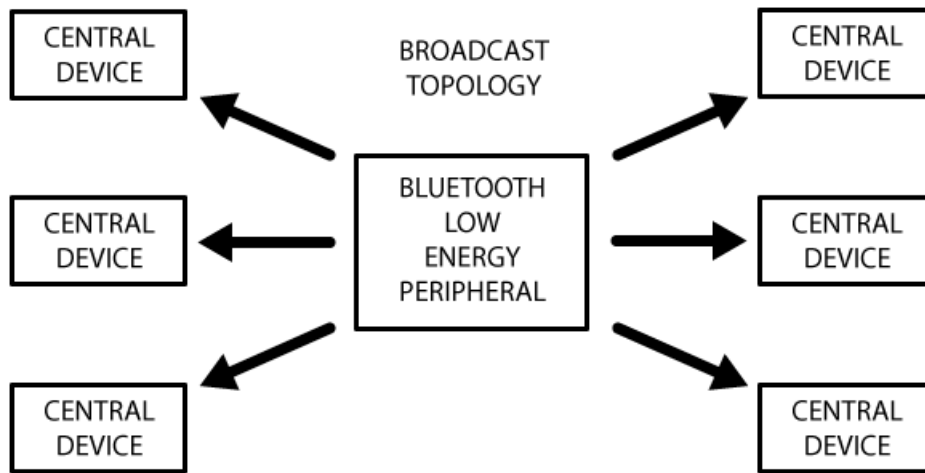 CENTRAL
DEVICE
BROADCAST
TOPOLOGY
CENTRAL
DEVICE
CENTRAL
DEVICE
BLUETOOTH
LOW
ENERGY
PERIPHERAL
CENTRAL
DEVICE
CENTRAL
DEVICE
CENTRAL
DEVICE